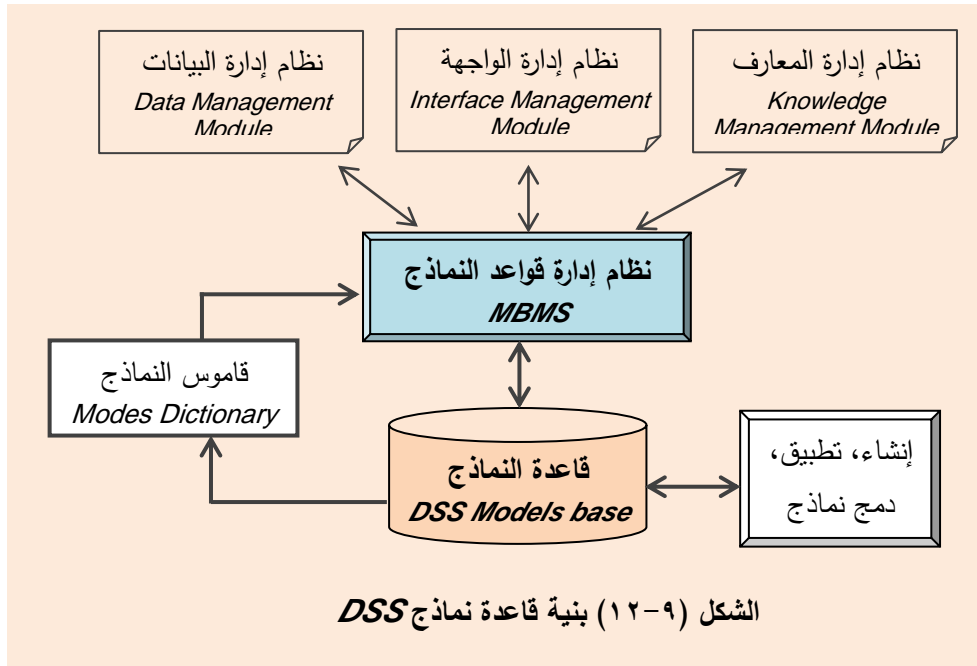 نظام إدارة البيانات
Data Management
Module
نظام إدارة الواجهة
Interface Management
Module
نظام إدارة المعارف
Knowledge
Management Module
نظام إدارة قواعد النماذج
MBMS
قاموس النماذج
Modes Dictionary
قاعدة النماذج
DSS Models base
إنشاء، تطبيق،
دمج نماذج
الشكل (٩-١٢) بنية قاعدة نماذج DSS